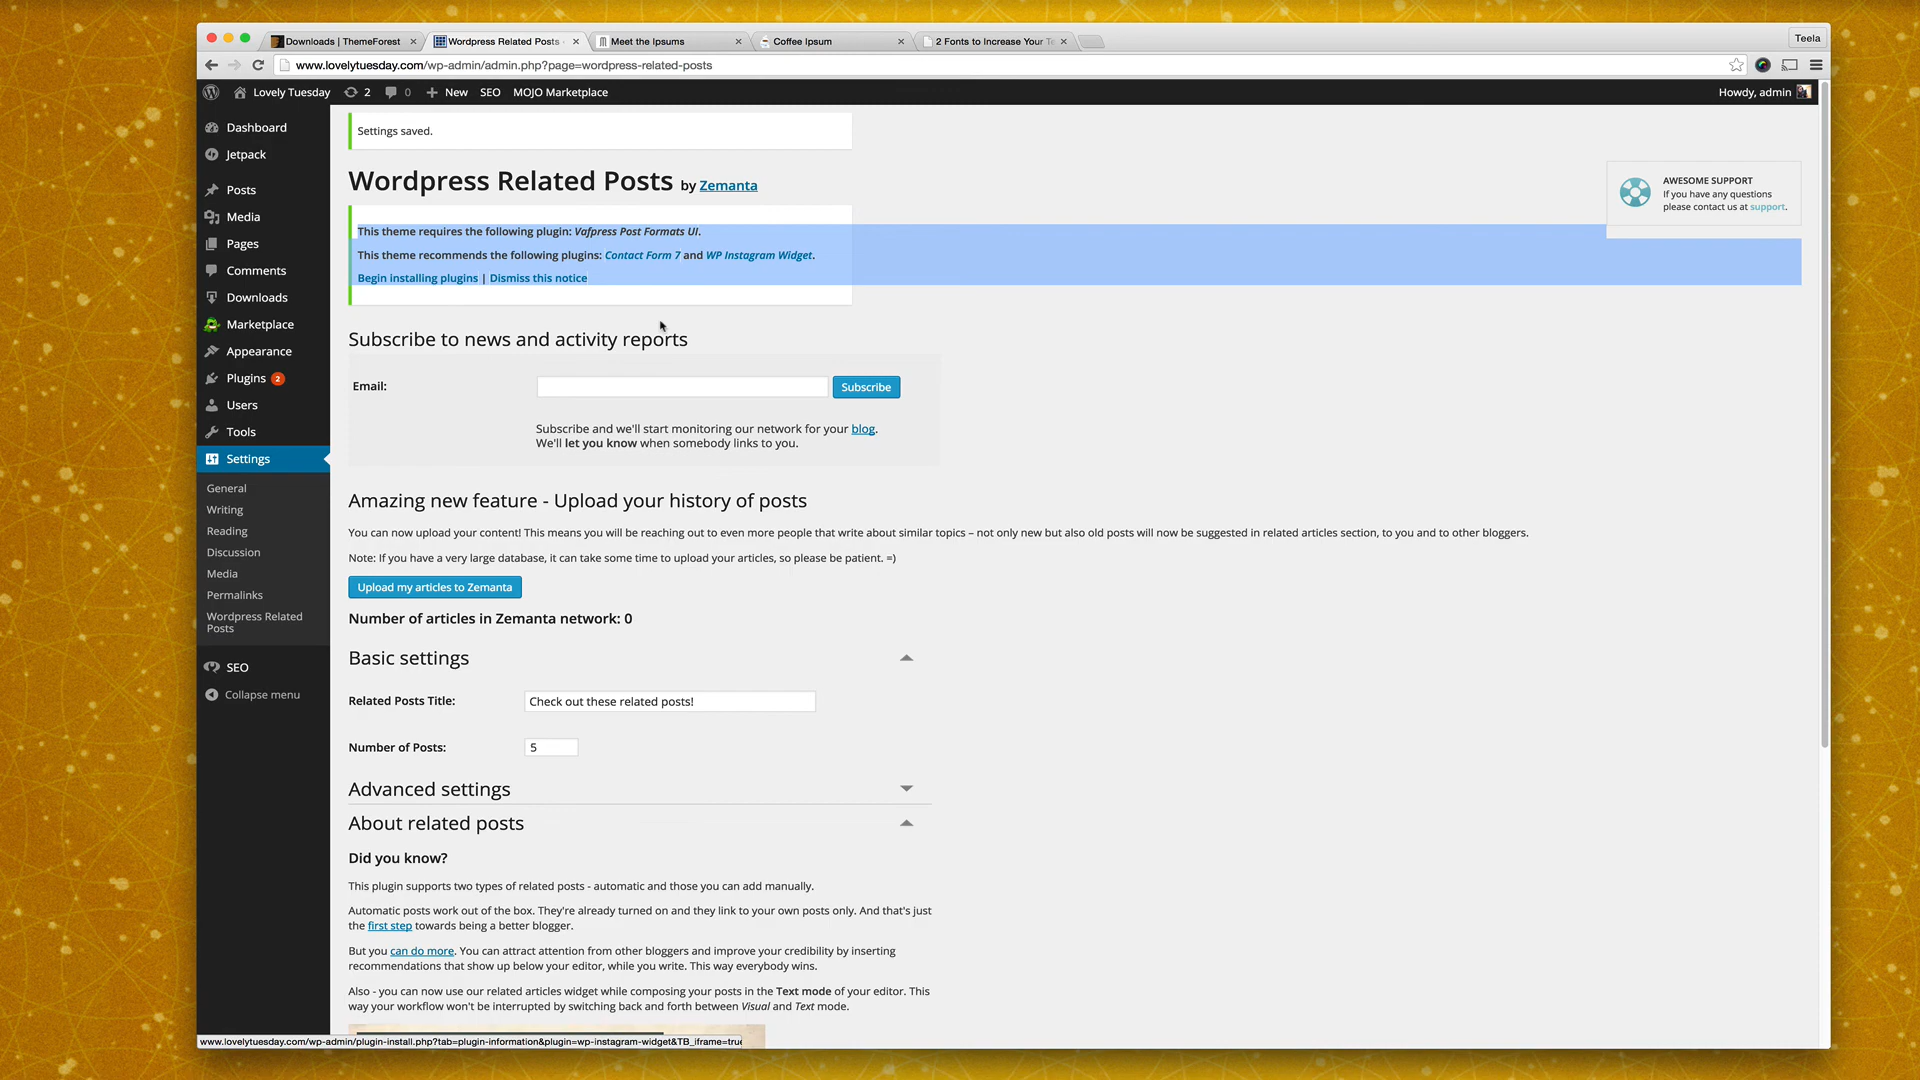 Downloads | ThemeForest
Wordpress Related Posts
Meet the Ipsums
Coffee Ipsum
2 Fonts to Increase Your Te
Teela
www.lovelytuesday.com/wp-admin/admin.php?page=wordpress-related-posts
Lovely Tuesday 2 0 New SEO MOJO Marketplace
Howdy, admin
Dashboard
Jetpack
Posts
Media
Pages
Comments
Downloads
Marketplace
Appearance
Plugins 2
Users
Tools
Settings
General
Writing
Reading
Discussion
Media
Permalinks
Wordpress Related
Posts
SEO
Collapse menu
Settings saved.
Wordpress Related Posts by Zemanta
AWESOME SUPPORT
If you have any questions
please contact us at support.
This theme requires the following plugin: Vafpress Post Formats UI.
This theme recommends the following plugins: Contact Form 7 and WP Instagram Widget.
Begin installing plugins | Dismiss this notice
Subscribe to news and activity reports
Email:
Subscribe
Subscribe and we'll start monitoring our network for your blog.
We'll let you know when somebody links to you.
Amazing new feature - Upload your history of posts
You can now upload your content! This means you will be reaching out to even more people that write about similar topics – not only new but also old posts will now be suggested in related articles section, to you and to other bloggers.
Note: If you have a very large database, it can take some time to upload your articles, so please be patient. =)
Upload my articles to Zemanta
Number of articles in Zemanta network: 0
Basic settings
Related Posts Title: Check out these related posts!
Number of Posts: 5
Advanced settings
About related posts
Did you know?
This plugin supports two types of related posts - automatic and those you can add manually.
Automatic posts work out of the box. They're already turned on and they link to your own posts only. And that's just
the first step towards being a better blogger.
But you can do more. You can attract attention from other bloggers and improve your credibility by inserting
recommendations that show up below your editor, while you write. This way everybody wins.
Also - you can now use our related articles widget while composing your posts in the Text mode of your editor. This
way your workflow won't be interrupted by switching back and forth between Visual and Text mode.
www.lovelytuesday.com/wp-admin/plugin-install.php?tab=plugin-information&plugin=wp-instagram-widget&TB_iframe=true